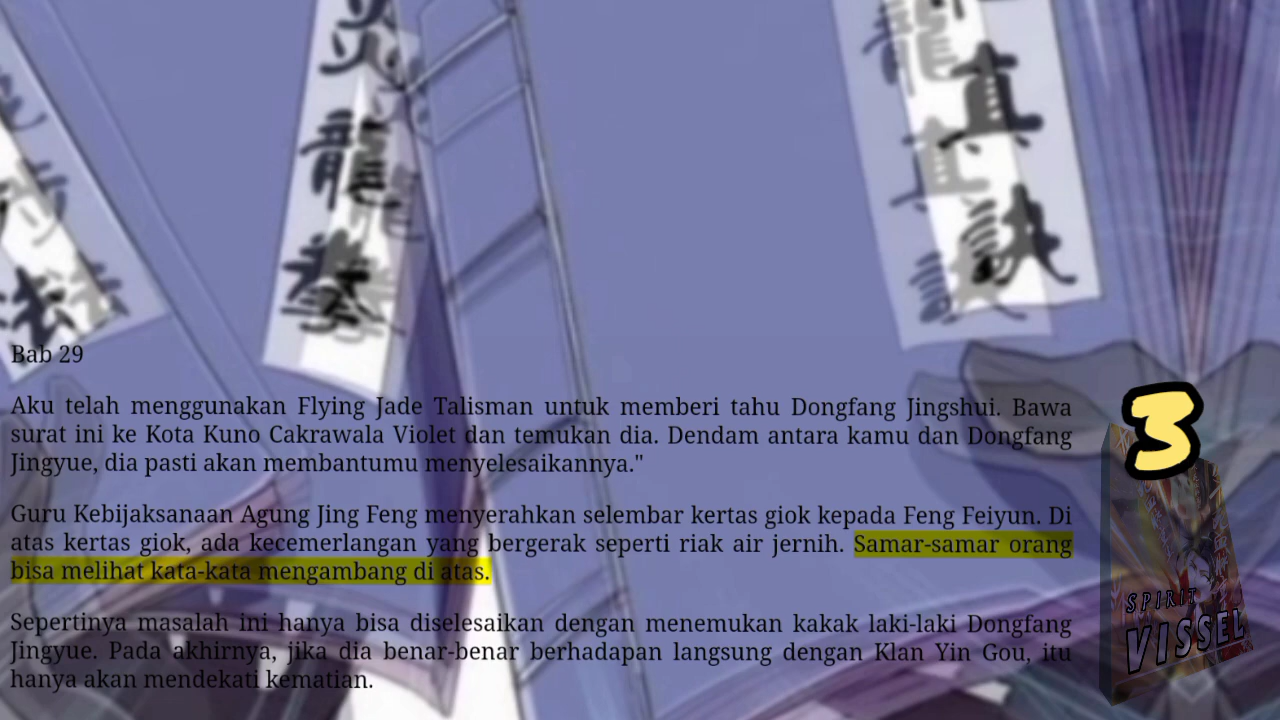 災
龍
拳
龍
真
訣
法
Bab 29
Aku telah menggunakan Flying Jade Talisman untuk memberi tahu Dongfang Jingshui. Bawa
surat ini ke Kota Kuno Cakrawala Violet dan temukan dia. Dendam antara kamu dan Dongfang
Jingyue, dia pasti akan membantumu menyelesaikannya."
Guru Kebijaksanaan Agung Jing Feng menyerahkan selembar kertas giok kepada Feng Feiyun. Di
atas kertas giok, ada kecemerlangan yang bergerak seperti riak air jernih. Samar-samar orang
bisa melihat kata-kata mengambang di atas.
Sepertinya masalah ini hanya bisa diselesaikan dengan menemukan kakak laki-laki Dongfang
Jingyue. Pada akhirnya, jika dia benar-benar berhadapan langsung dengan Klan Yin Gou, itu
hanya akan mendekati kematian.
3
SPIRIT
VISSEL